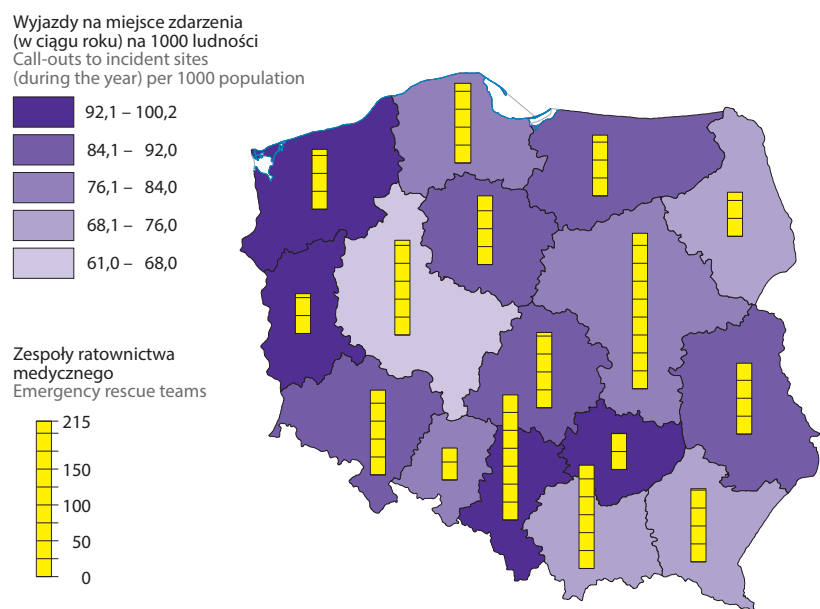 Wyjazdy na miejsce zdarzenia
(w ciągu roku) na 1000 ludności
Call-outs to incident sites
(during the year) per 1000 population
92,1 – 100,2
84,1 – 92,0
76,1 – 84,0
68,1 – 76,0
61,0 – 68,0
Zespoły ratownictwa
medycznego
Emergency rescue teams
215
150
100
50
0